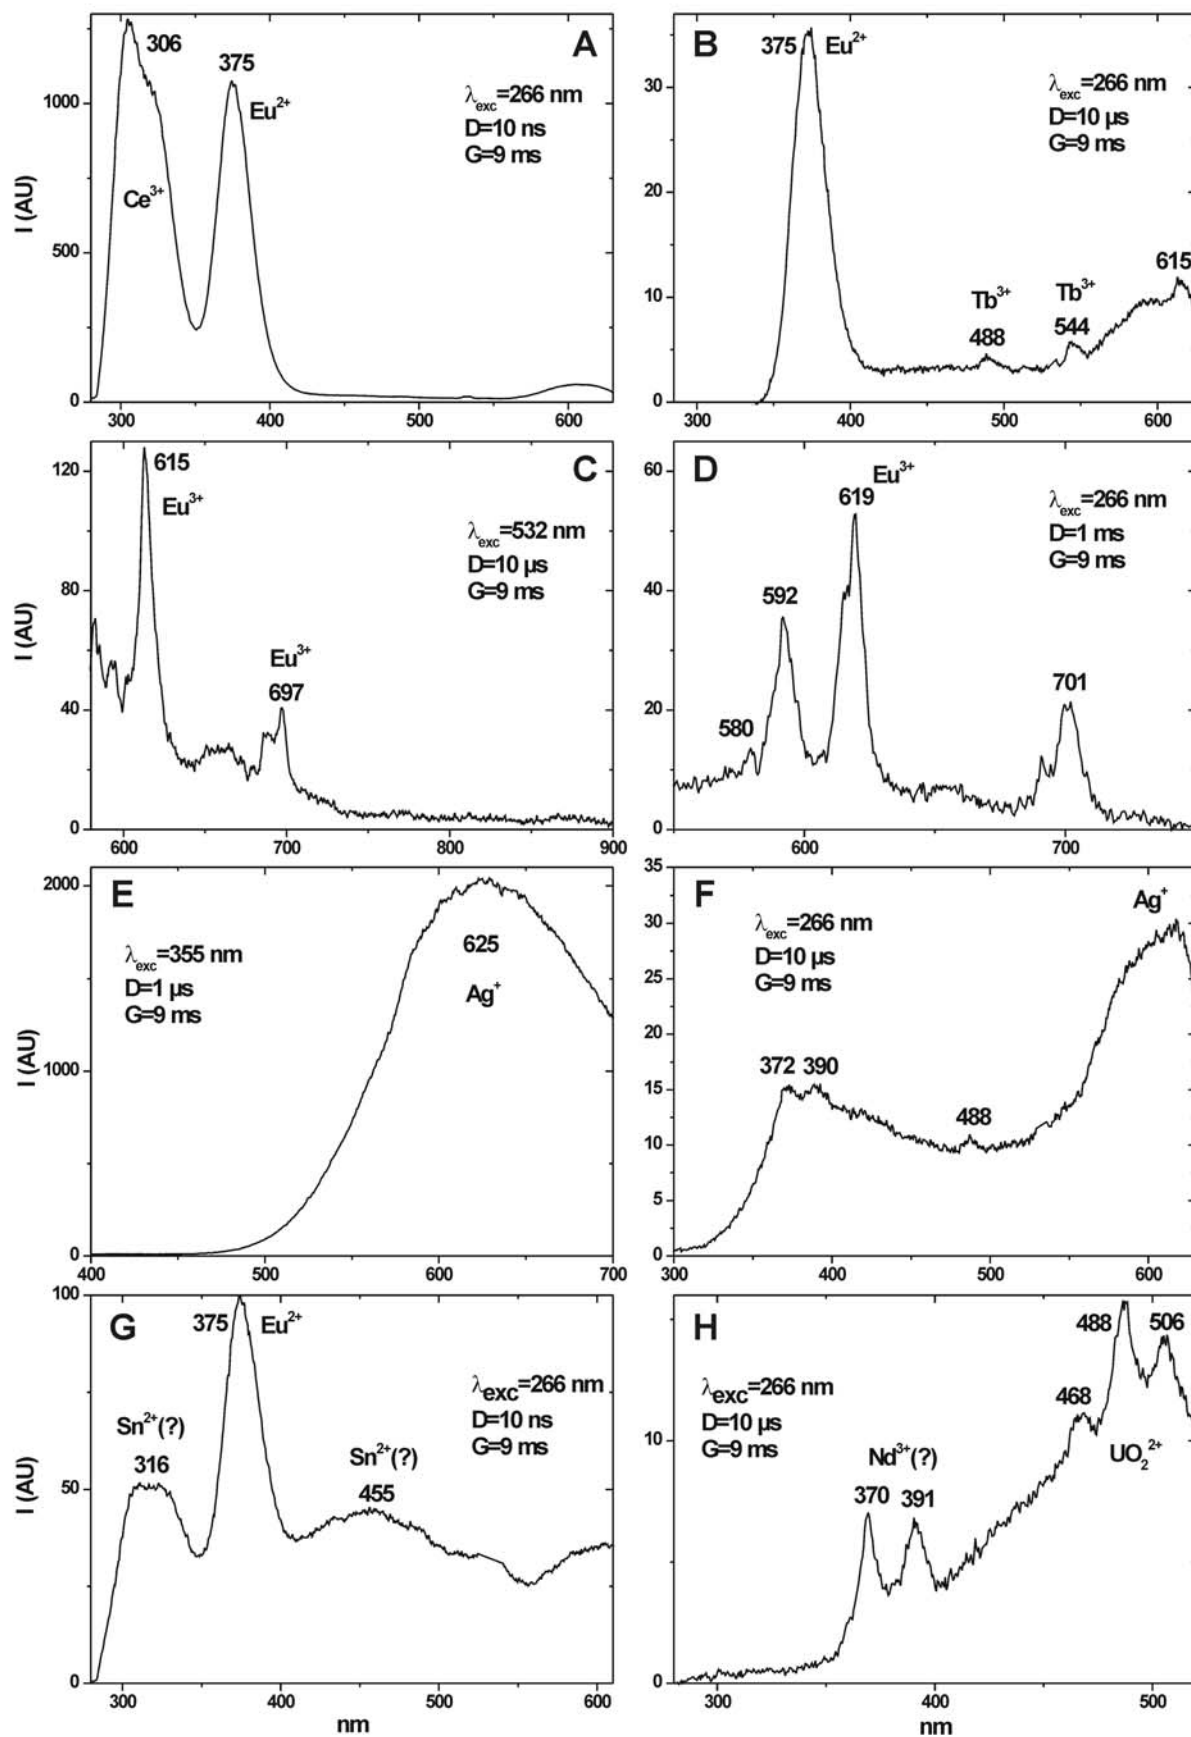 306
375
A
Eu²⁺
λexc=266 nm
D=10 ns
G=9 ms
Ce³⁺
I (AU)
1000
500
0
300
400
500
600
375
Eu²⁺
B
λexc=266 nm
D=10 µs
G=9 ms
Tb³⁺
488
Tb³⁺
544
615
30
20
10
0
300
400
500
600
615
Eu³⁺
C
λexc=532 nm
D=10 µs
G=9 ms
Eu³⁺
697
I (AU)
120
80
40
0
600
700
800
900
D
Eu³⁺
619
λexc=266 nm
D=1 ms
G=9 ms
592
580
701
60
40
20
0
600
700
E
λexc=355 nm
D=1 µs
G=9 ms
625
Ag⁺
I (AU)
2000
1000
0
400
500
600
700
F
Ag⁺
λexc=266 nm
D=10 µs
G=9 ms
372
390
488
35
30
25
20
15
10
5
0
300
400
500
600
G
375
Eu²⁺
λexc=266 nm
D=10 ns
G=9 ms
Sn²⁺(?)
316
Sn²⁺(?)
455
I (AU)
100
50
0
300
400
500
600
nm
H
488
506
λexc=266 nm
D=10 µs
G=9 ms
468
Nd³⁺(?)
UO₂²⁺
370
391
10
0
300
400
500
nm